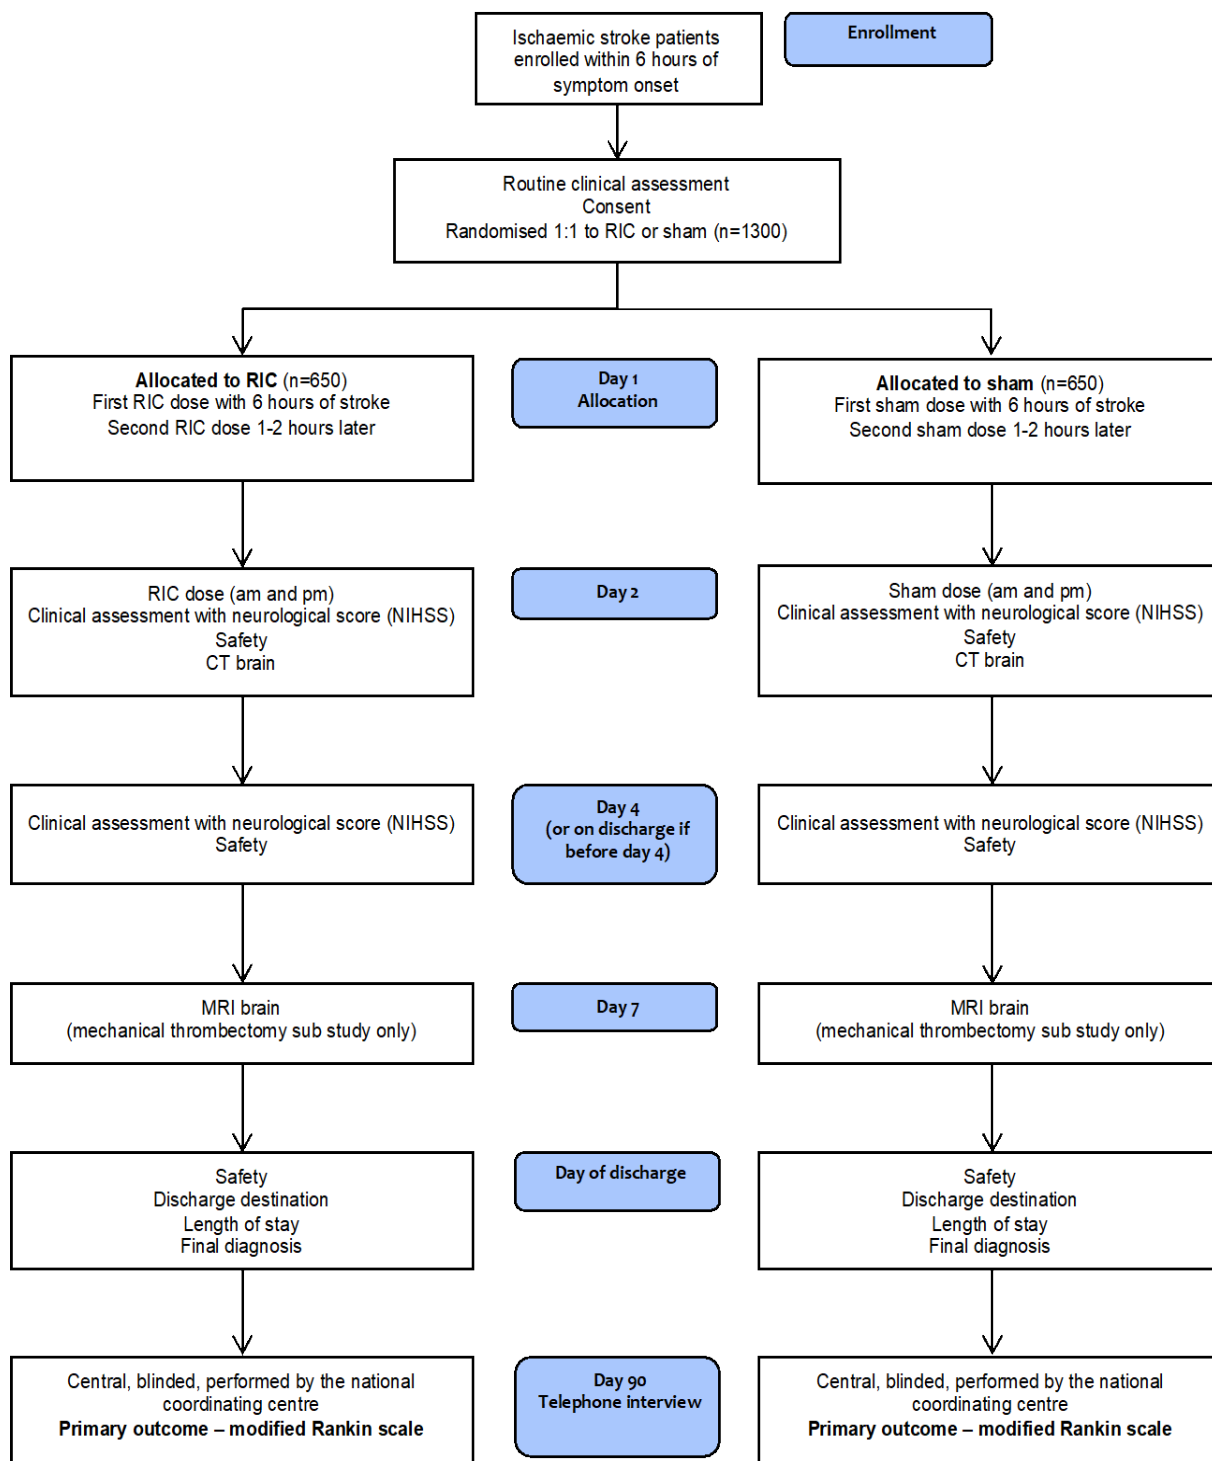 Ischaemic stroke patients
enrolled within 6 hours of
symptom onset
Enrollment
Routine clinical assessment
Consent
Randomised 1:1 to RIC or sham (n=1300)
Allocated to RIC (n=650)
First RIC dose with 6 hours of stroke
Second RIC dose 1-2 hours later
Day 1
Allocation
Allocated to sham (n=650)
First sham dose with 6 hours of stroke
Second sham dose 1-2 hours later
RIC dose (am and pm)
Clinical assessment with neurological score (NIHSS)
Safety
CT brain
Day 2
Sham dose (am and pm)
Clinical assessment with neurological score (NIHSS)
Safety
CT brain
Clinical assessment with neurological score (NIHSS)
Safety
Day 4
(or on discharge if
before day 4)
Clinical assessment with neurological score (NIHSS)
Safety
MRI brain
(mechanical thrombectomy sub study only)
Day 7
MRI brain
(mechanical thrombectomy sub study only)
Safety
Discharge destination
Length of stay
Final diagnosis
Day of discharge
Safety
Discharge destination
Length of stay
Final diagnosis
Central, blinded, performed by the national
coordinating centre
Primary outcome – modified Rankin scale
Day 90
Telephone interview
Central, blinded, performed by the national
coordinating centre
Primary outcome – modified Rankin scale